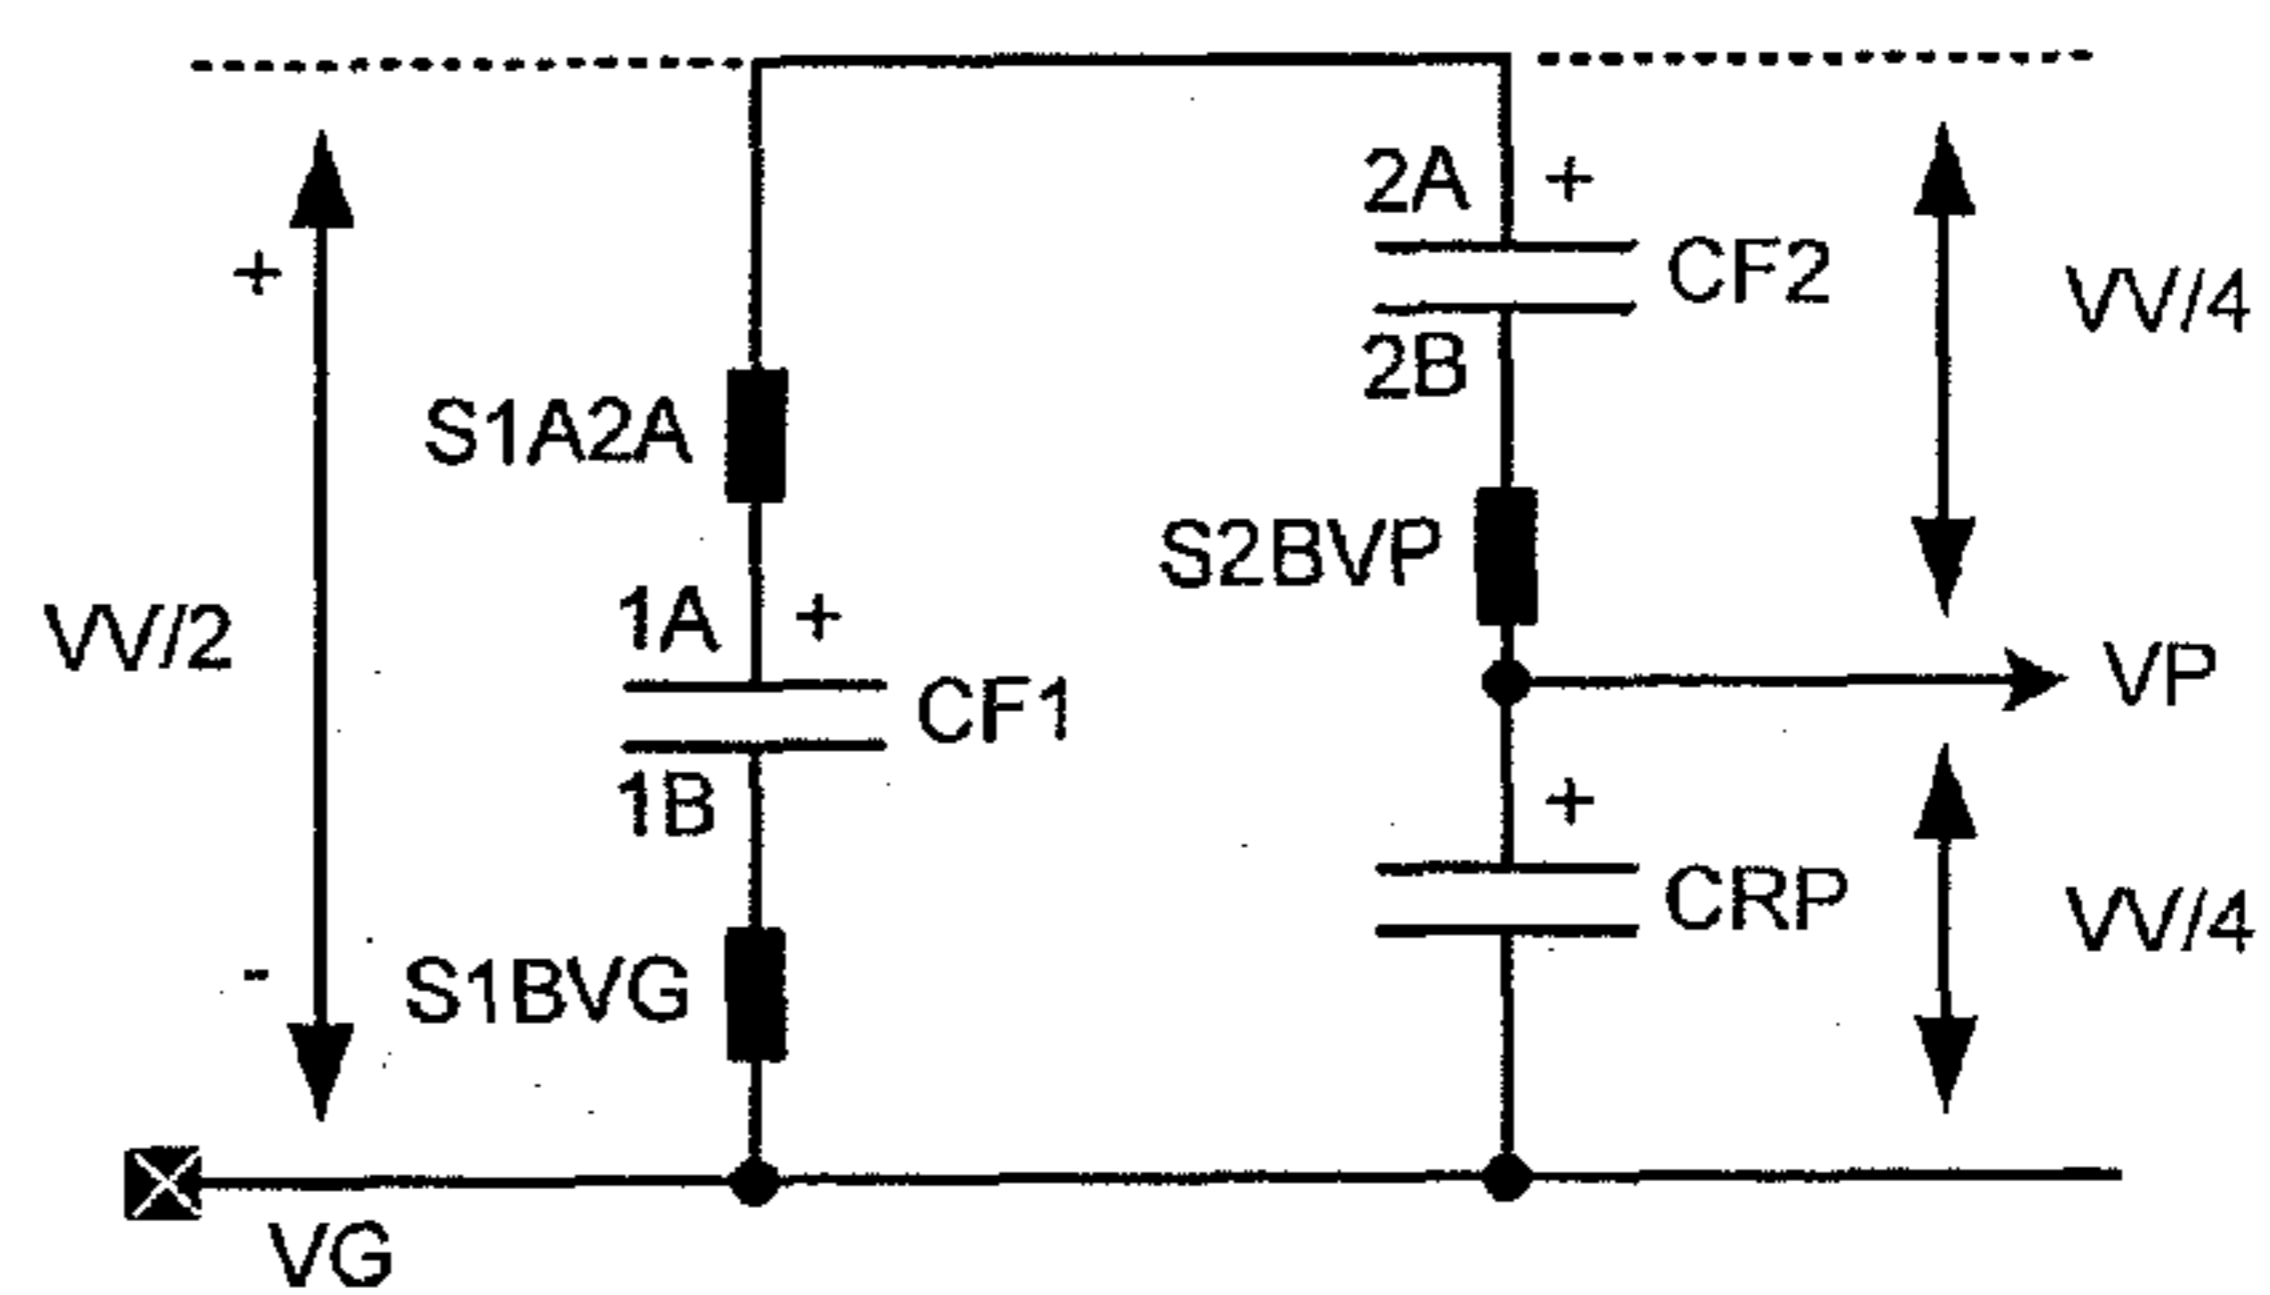 2A +
CF2
VV/4
+
2B
S1A2A
S2BVP
VV/2
1A +
VP
CF1
1B
+
CRP
VV/4
-
S1BVG
VG